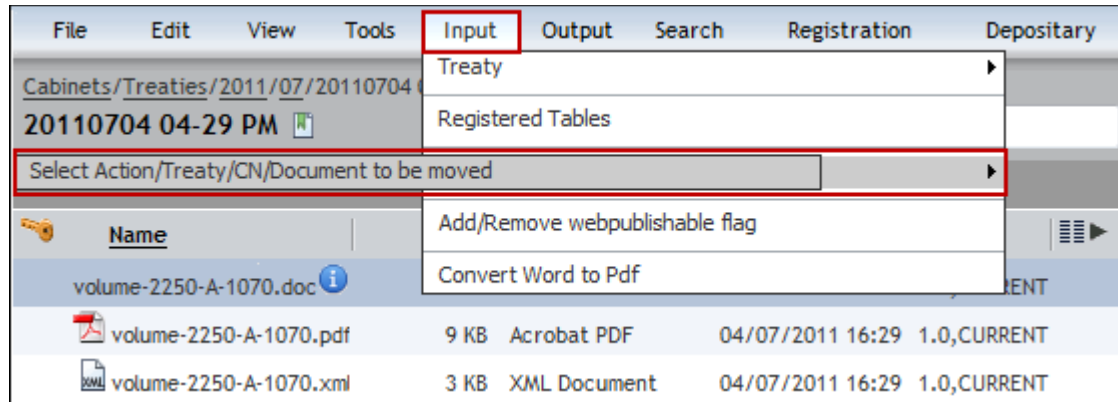 File Edit View Tools Input Output Search Registration Depositary
Cabinets/Treaties/2011/07/20110704
Treaty
20110704 04-29 PM
Registered Tables
Select Action/Treaty/CN/Document to be moved
Add/Remove webpublishable flag
Name
Convert Word to Pdf
volume-2250-A-1070.doc
volume-2250-A-1070.pdf 9 KB Acrobat PDF 04/07/2011 16:29 1.0,CURRENT
volume-2250-A-1070.xml 3 KB XML Document 04/07/2011 16:29 1.0,CURRENT